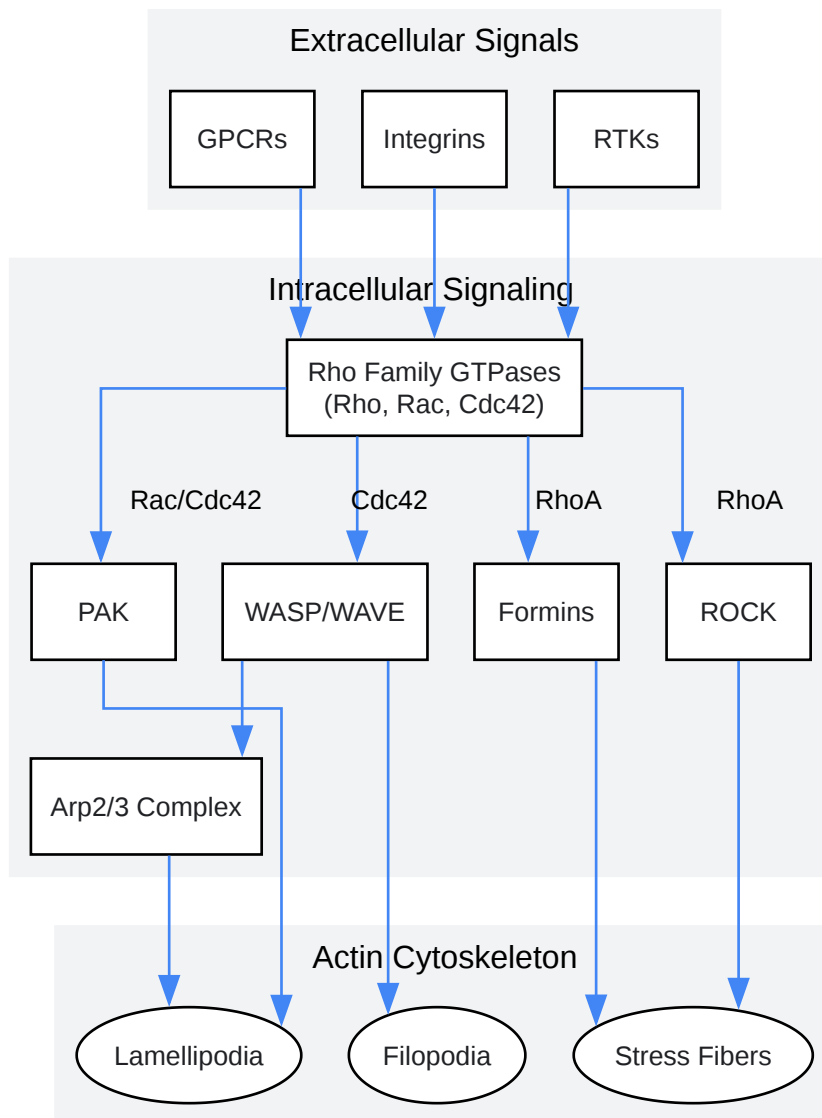 Extracellular Signals
GPCRs
Integrins
RTKs
Intracellular Signaling
Rho Family GTPases
(Rho, Rac, Cdc42)
Rac/Cdc42
Cdc42
RhoA
RhoA
PAK
WASP/WAVE
Formins
ROCK
Arp2/3 Complex
Actin Cytoskeleton
Lamellipodia
Filopodia
Stress Fibers